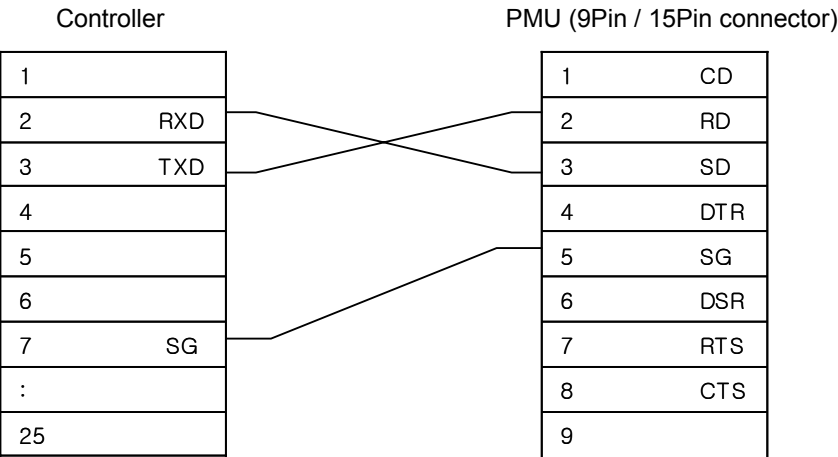 Controller PMU (9Pin / 15Pin connector)
1 1 CD
2 RXD 2 RD
3 TXD 3 SD
4 4 DTR
5 5 SG
6 6 DSR
7 SG 7 RTS
: 8 CTS
25 9